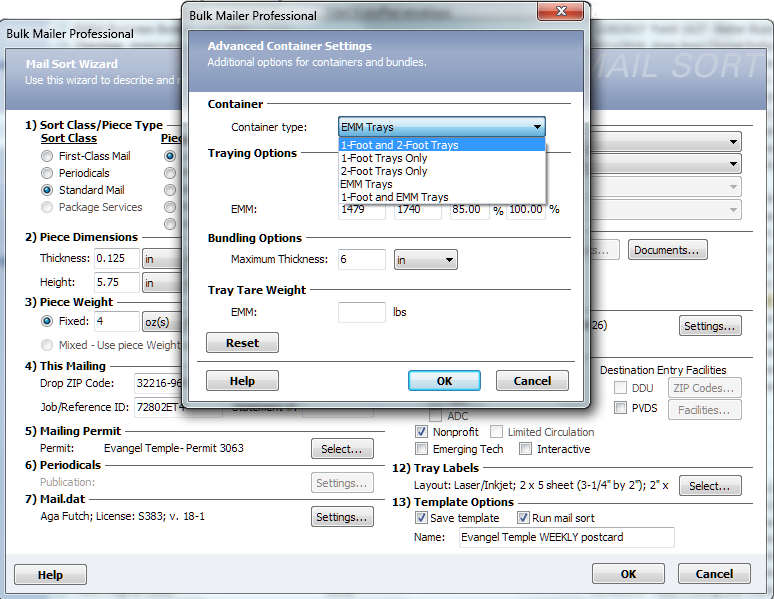 Bulk Mailer Professional
Mail Sort Wizard
Use this wizard to describe and
MAIL SORT
1) Sort Class/Piece Type
Sort Class
First-Class Mail
Periodicals
Standard Mail
Package Services
2) Piece Dimensions
Thickness: 0.125 in
Height: 5.75 in
3) Piece Weight
Fixed: 4 oz(s)
Mixed - Use piece Weight
4) This Mailing
Drop ZIP Code: 32216-96
Job/Reference ID: 72802ET4
5) Mailing Permit
Permit: Evangel Temple- Permit 3063 Select...
6) Periodicals
Publication: Settings...
7) Mail.dat
Aga Futch; License: S383; v. 18-1 Settings...
Help
Bulk Mailer Professional
Advanced Container Settings
Additional options for containers and bundles.
Container
Container type: EMM Trays
1-Foot and 2-Foot Trays
1-Foot Trays Only
2-Foot Trays Only
EMM Trays
1-Foot and EMM Trays
Traying Options
EMM: 1479 1740 85.00 % 100.00 %
Bundling Options
Maximum Thickness: 6 in
Tray Tare Weight
EMM: lbs
Reset
Help OK Cancel
Documents...
26) Settings...
Destination Entry Facilities
DDU ZIP Codes...
PVDS Facilities...
ADC
Nonprofit Limited Circulation
Emerging Tech Interactive
12) Tray Labels
Layout: Laser/Inkjet; 2 x 5 sheet (3-1/4" by 2"); 2" x Select...
13) Template Options
Save template Run mail sort
Name: Evangel Temple WEEKLY postcard
OK Cancel